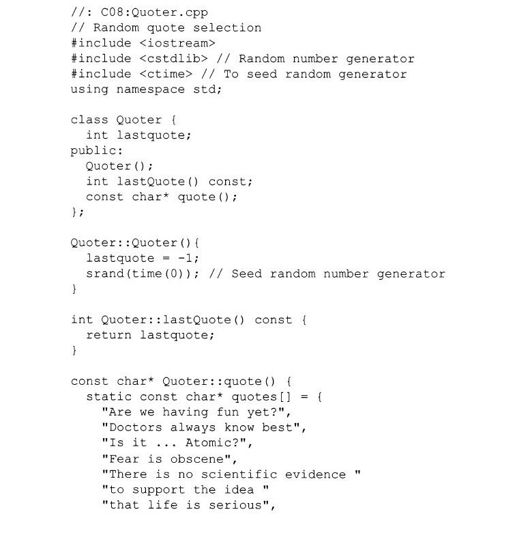 //: C08:Quoter.cpp
// Random quote selection
#include <iostream>
#include <cstdlib> // Random number generator
#include <ctime> // To seed random generator
using namespace std;

class Quoter {
  int lastquote;
public:
  Quoter();
  int lastQuote() const;
  const char* quote();
};

Quoter::Quoter(){
  lastquote = -1;
  srand(time(0)); // Seed random number generator
}

int Quoter::lastQuote() const {
  return lastquote;
}

const char* Quoter::quote() {
  static const char* quotes[] = {
    "Are we having fun yet?",
    "Doctors always know best",
    "Is it ... Atomic?",
    "Fear is obscene",
    "There is no scientific evidence "
    "to support the idea "
    "that life is serious",